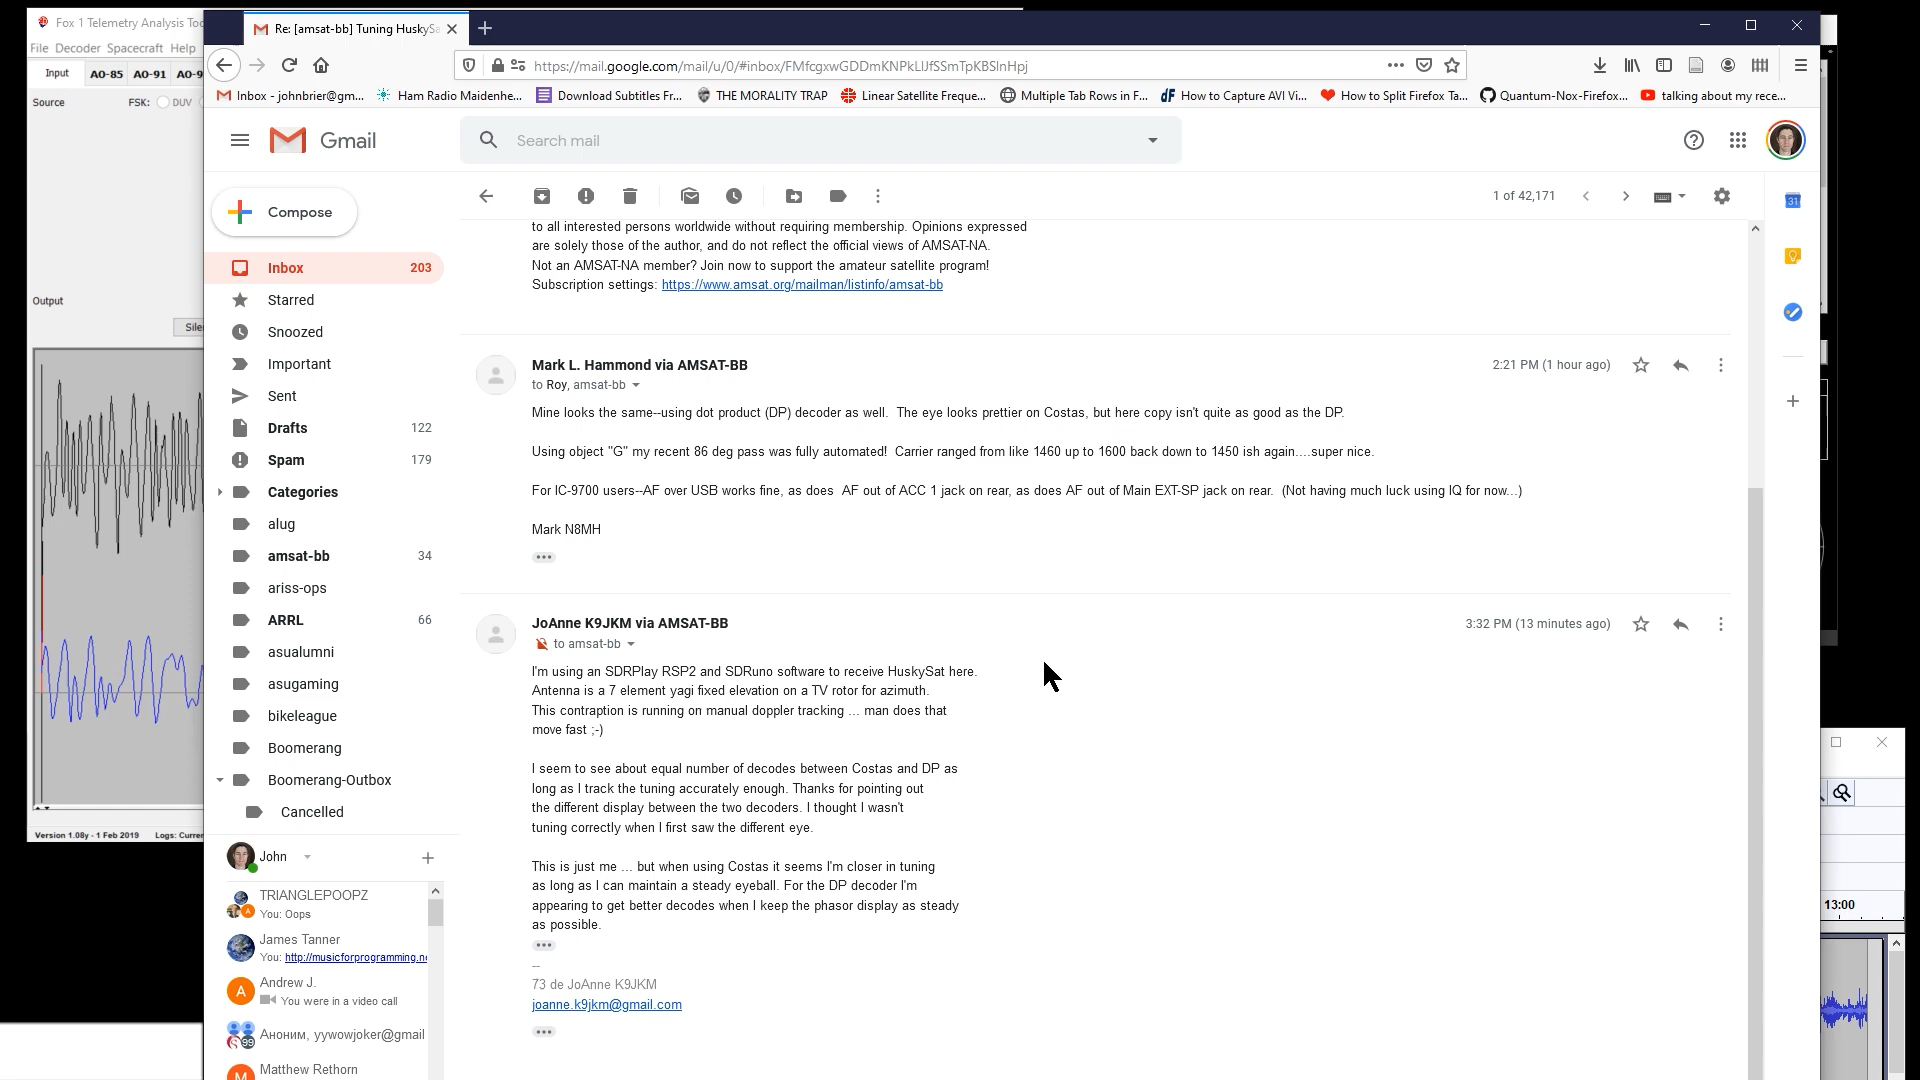 Fox 1 Telemetry Analysis Too
File Decoder Spacecraft Help
Input AO-85 AO-91 AO-9
Source FSK: DUV
Output
Sile
Version 1.08y - 1 Feb 2019 Logs: Curre
Re: [amsat-bb] Tuning HuskySa
https://mail.google.com/mail/u/0/#inbox/FMfcgxwGDDmKNPkLlJfSSmTpKBSlnHpj
Inbox - johnbrier@gm... Ham Radio Maidenhe... Download Subtitles Fr... THE MORALITY TRAP Linear Satellite Freque... Multiple Tab Rows in F... How to Capture AVI Vi... How to Split Firefox Ta... Quantum-Nox-Firefox... talking about my rece...
Gmail
Search mail
Compose
1 of 42,171
Inbox 203
Starred
Snoozed
Important
Sent
Drafts 122
Spam 179
Categories
alug
amsat-bb 34
ariss-ops
ARRL 66
asualumni
asugaming
bikeleague
Boomerang
Boomerang-Outbox
Cancelled
John
TRIANGLEPOOPZ
You: Oops
James Tanner
You: http://musicforprogramming.ne
Andrew J.
You were in a video call
Аноним, yywowjoker@gmail
Matthew Rethorn
to all interested persons worldwide without requiring membership. Opinions expressed
are solely those of the author, and do not reflect the official views of AMSAT-NA.
Not an AMSAT-NA member? Join now to support the amateur satellite program!
Subscription settings: https://www.amsat.org/mailman/listinfo/amsat-bb
Mark L. Hammond via AMSAT-BB 2:21 PM (1 hour ago)
to Roy, amsat-bb
Mine looks the same--using dot product (DP) decoder as well. The eye looks prettier on Costas, but here copy isn't quite as good as the DP.
Using object "G" my recent 86 deg pass was fully automated! Carrier ranged from like 1460 up to 1600 back down to 1450 ish again....super nice.
For IC-9700 users--AF over USB works fine, as does AF out of ACC 1 jack on rear, as does AF out of Main EXT-SP jack on rear. (Not having much luck using IQ for now...)
Mark N8MH
JoAnne K9JKM via AMSAT-BB 3:32 PM (13 minutes ago)
to amsat-bb
I'm using an SDRPlay RSP2 and SDRuno software to receive HuskySat here.
Antenna is a 7 element yagi fixed elevation on a TV rotor for azimuth.
This contraption is running on manual doppler tracking ... man does that
move fast ;-)
I seem to see about equal number of decodes between Costas and DP as
long as I track the tuning accurately enough. Thanks for pointing out
the different display between the two decoders. I thought I wasn't
tuning correctly when I first saw the different eye.
This is just me ... but when using Costas it seems I'm closer in tuning
as long as I can maintain a steady eyeball. For the DP decoder I'm
appearing to get better decodes when I keep the phasor display as steady
as possible.
--
73 de JoAnne K9JKM
joanne.k9jkm@gmail.com
31
13:00